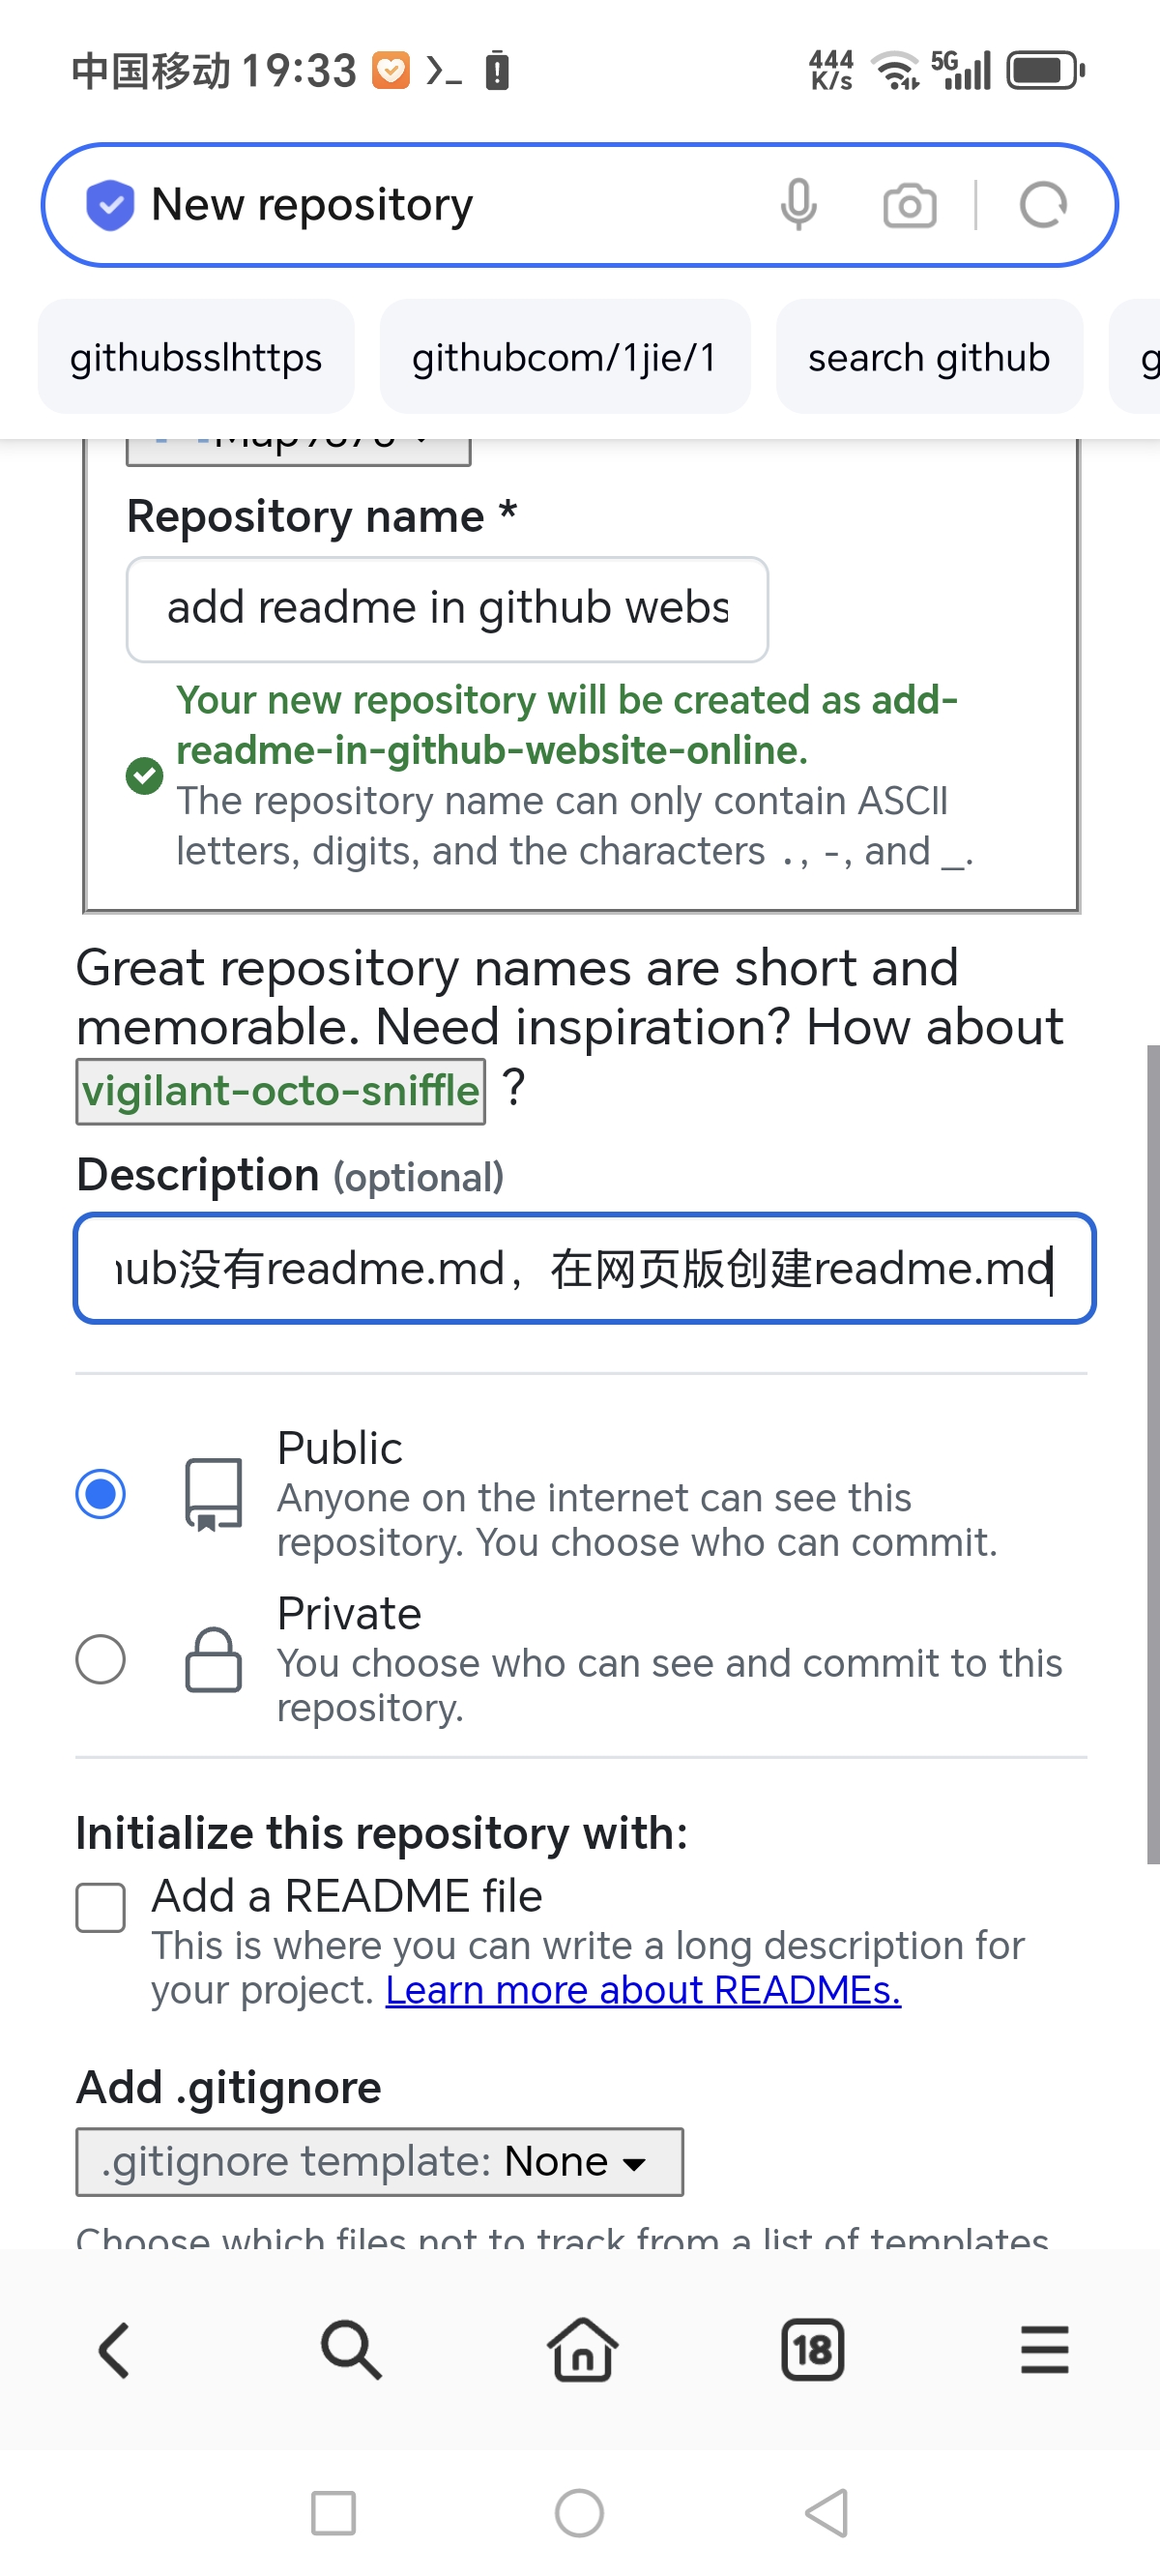 中国移动 19:33
444 K/s 5G
New repository
githubsslhttps githubcom/1jie/1 search github g
Repository name *
add readme in github webs
Your new repository will be created as add-
readme-in-github-website-online.
The repository name can only contain ASCII
letters, digits, and the characters ., -, and _.
Great repository names are short and
memorable. Need inspiration? How about
vigilant-octo-sniffle ?
Description (optional)
hub没有readme.md，在网页版创建readme.md
Public
Anyone on the internet can see this
repository. You choose who can commit.
Private
You choose who can see and commit to this
repository.
Initialize this repository with:
Add a README file
This is where you can write a long description for
your project. Learn more about READMEs.
Add .gitignore
.gitignore template: None
Choose which files not to track from a list of templates
18